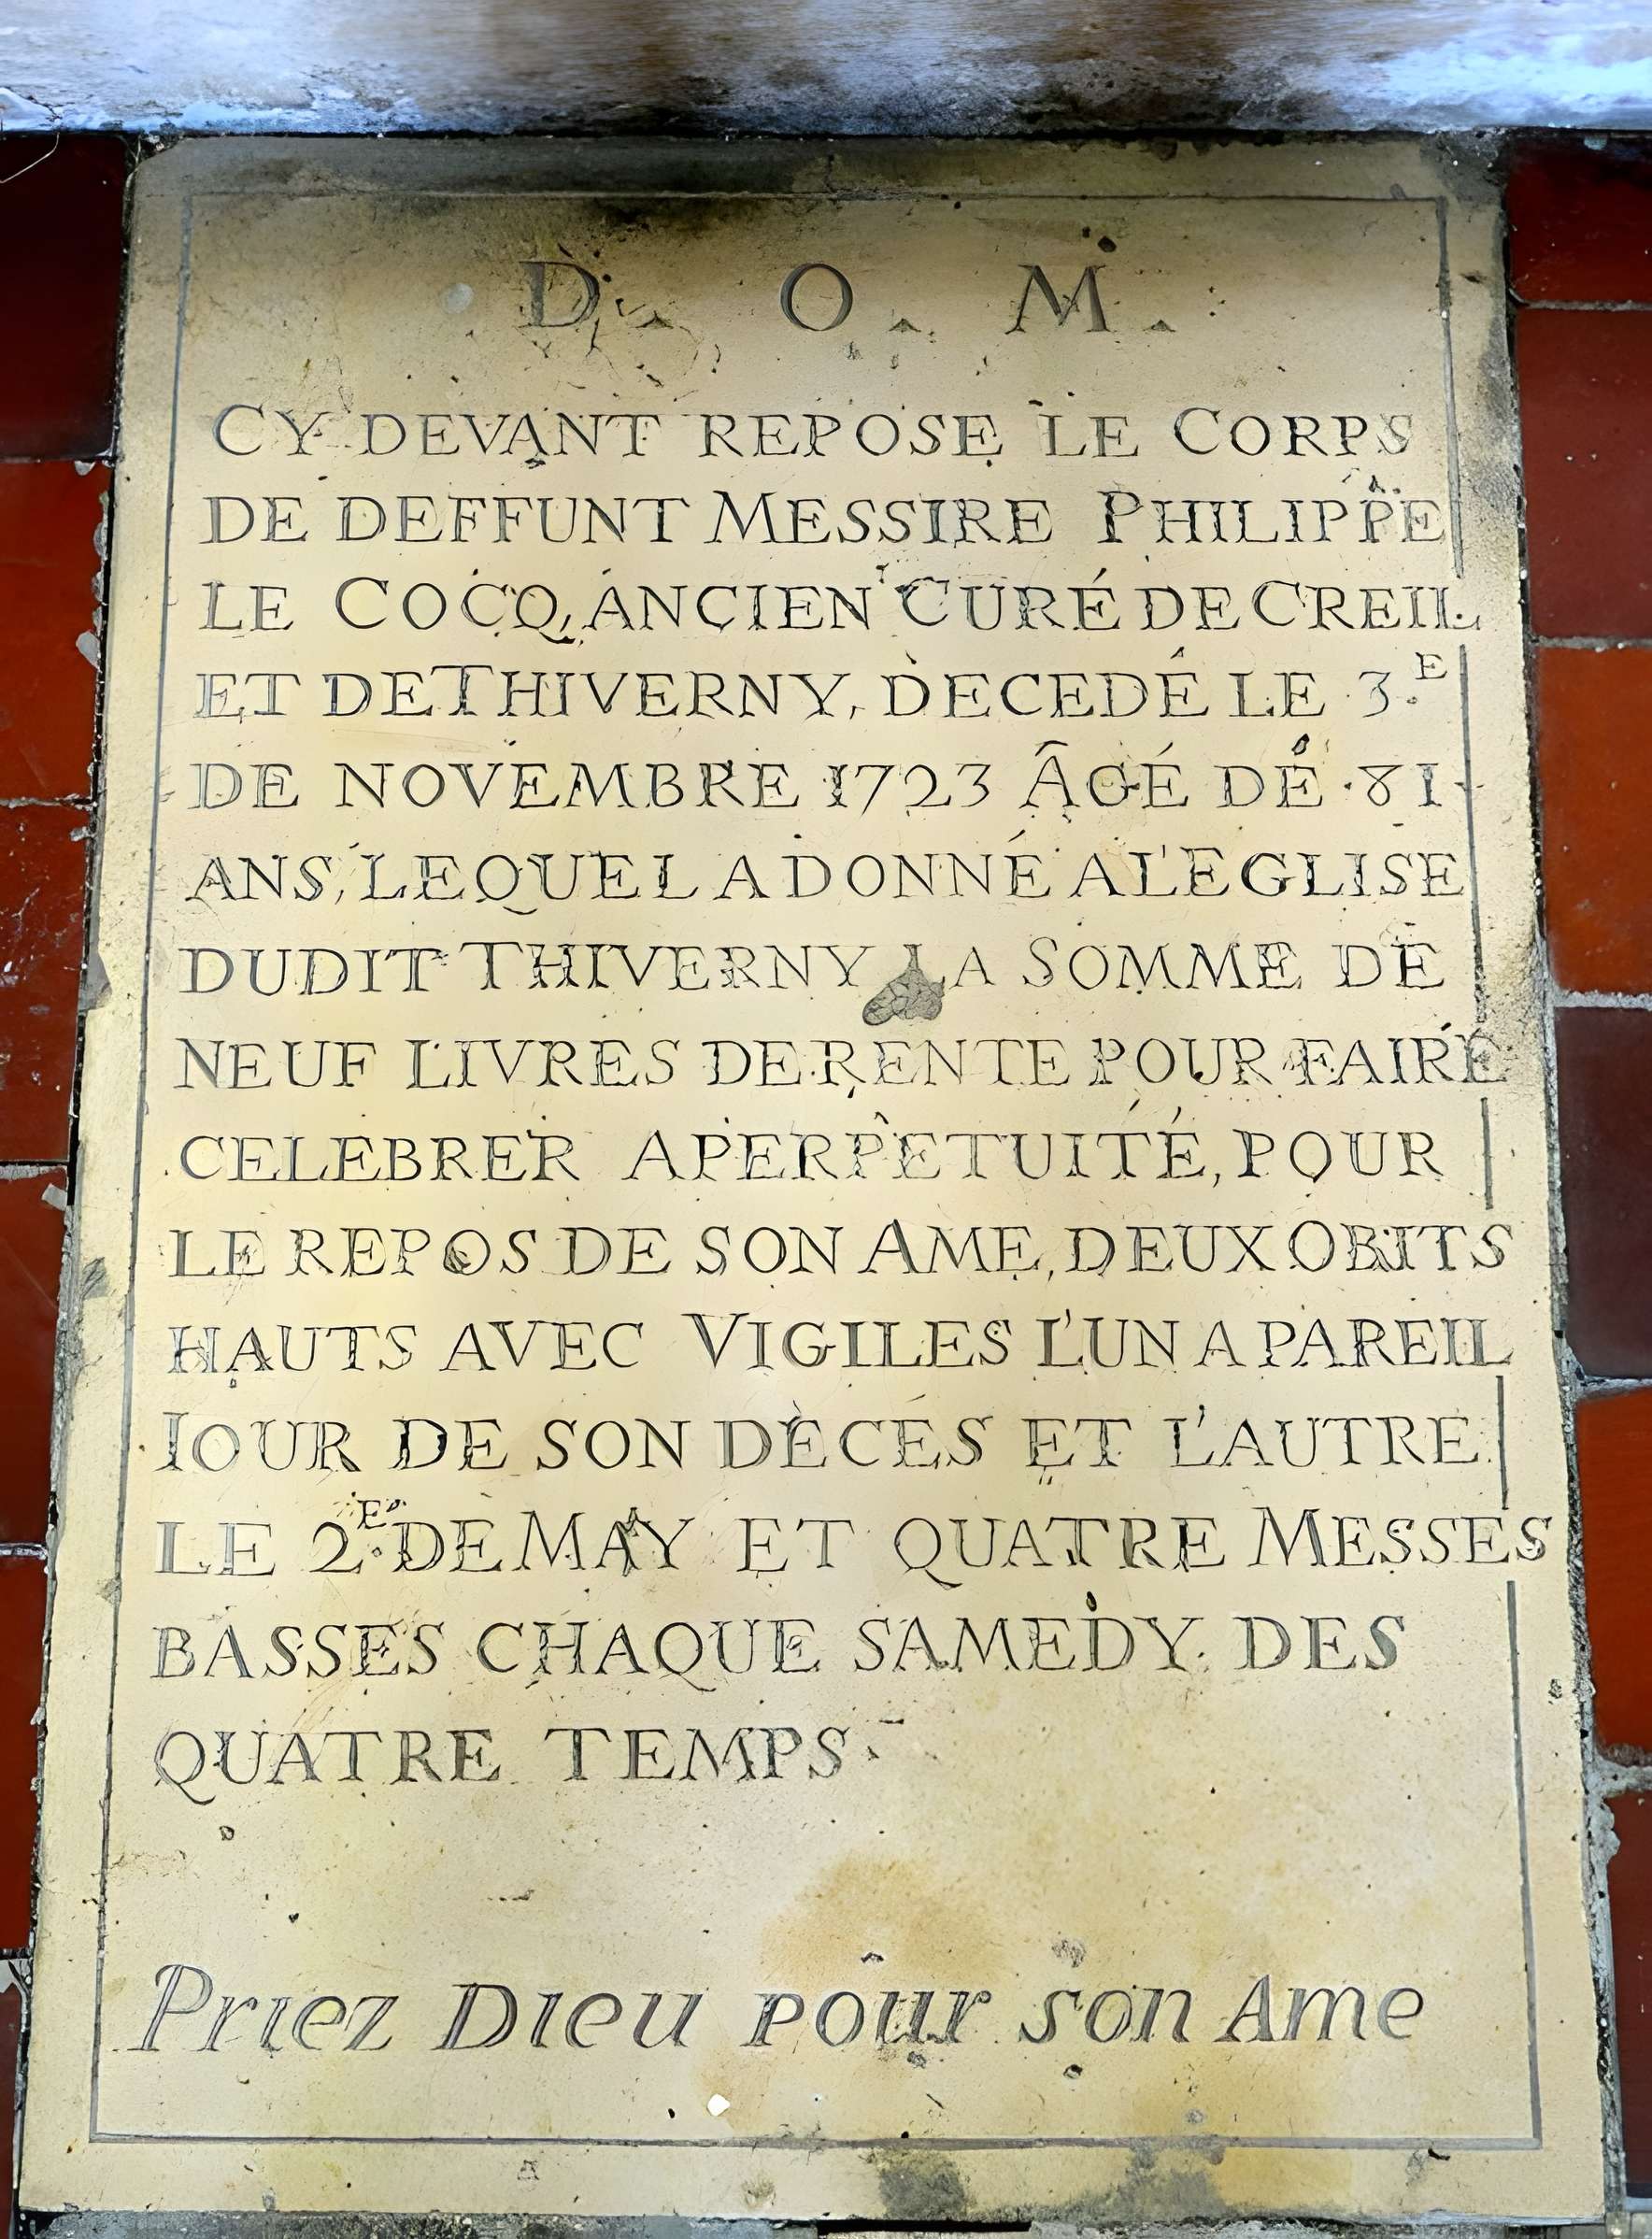 D. O. M.
CY DEVANT REPOSE LE CORPS
DE DEFFUNT MESSIRE PHILIPPE
LE COCQ, ANCIEN CURÉ DE CREIL
ET DE THIVERNY, DECEDÉ LE 3.E
DE NOVEMBRE 1723 ÂGÉ DE 81
ANS, LEQUEL A DONNÉ A L'EGLISE
DUDIT THIVERNY LA SOMME DE
NEUF LIVRES DE RENTE POUR FAIRE
CELEBRER A PERPETUITÉ, POUR
LE REPOS DE SON AME, DEUX OBITS
HAUTS AVEC VIGILES L'UN A PAREIL
IOUR DE SON DECÉS ET L'AUTRE
LE 2.E DE MAY ET QUATRE MESSES
BASSES CHAQUE SAMEDY DES
QUATRE TEMPS
Priez Dieu pour son Ame